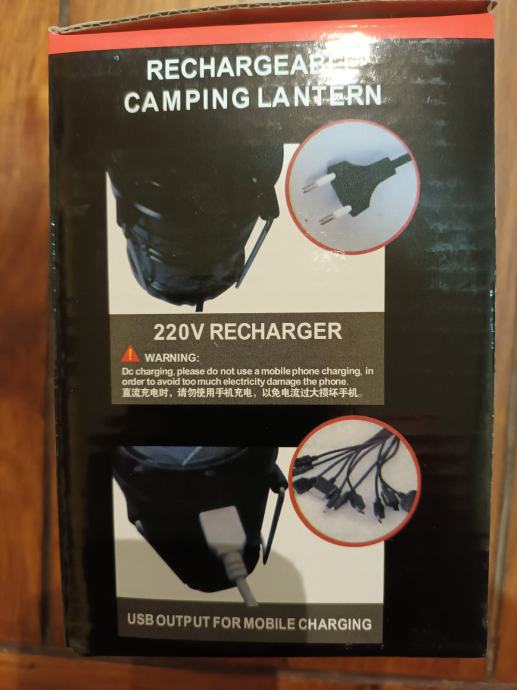 RECHARGEABLE
CAMPING LANTERN
220V RECHARGER
WARNING:
Dc charging, please do not use a mobile phone charging, in
order to avoid too much electricity damage the phone.
直流充电时，请勿使用手机充电，以免电流过大损坏手机。
USB OUTPUT FOR MOBILE CHARGING